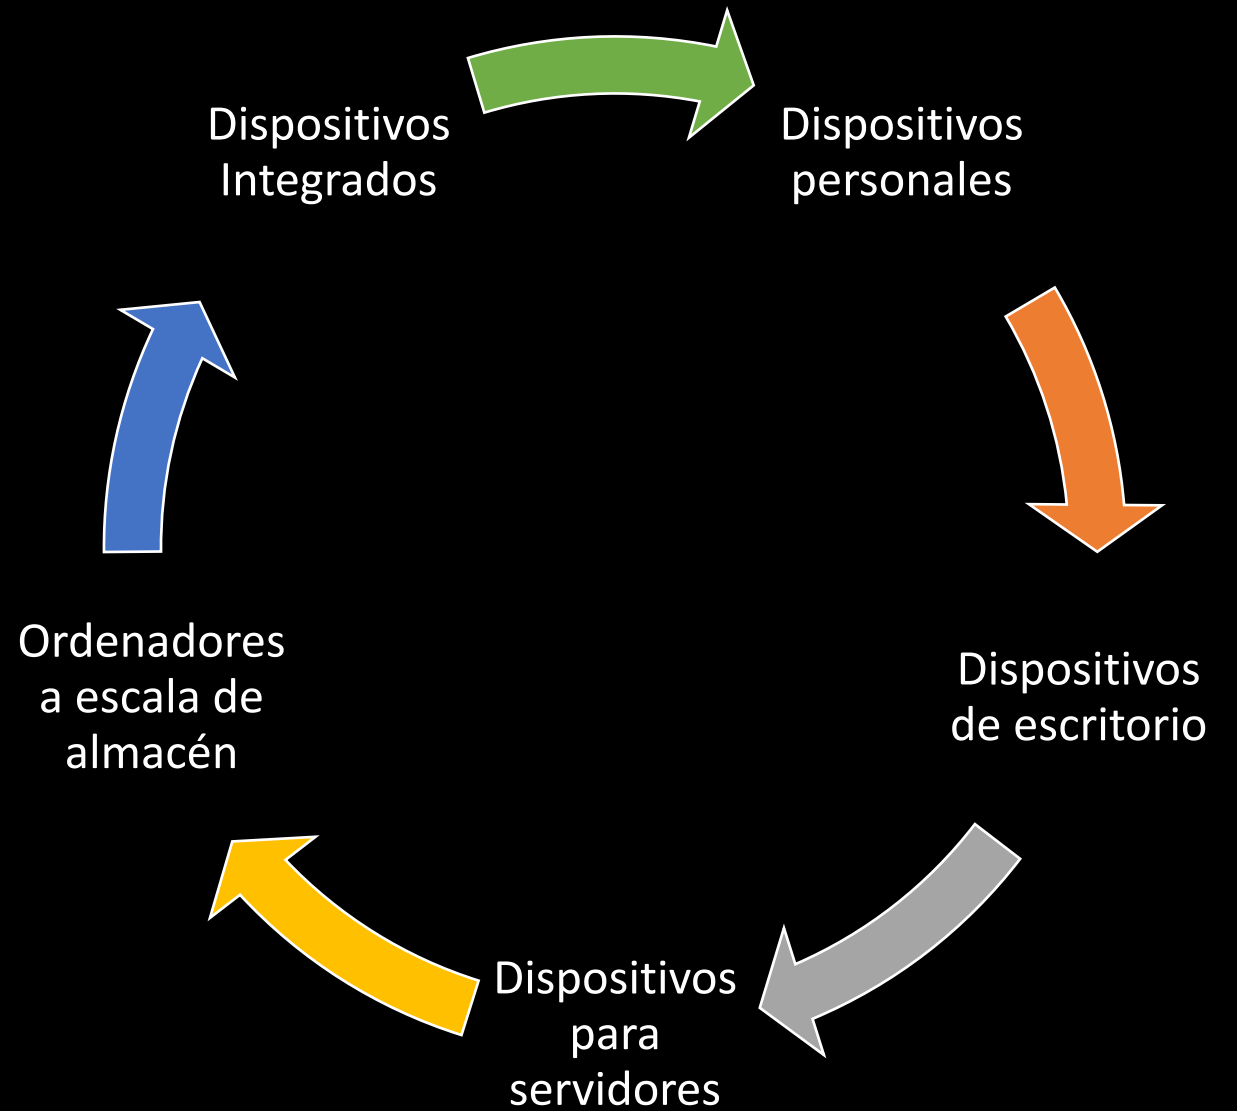 Dispositivos
Integrados
Dispositivos
personales
Dispositivos
de escritorio
Dispositivos
para
servidores
Ordenadores
a escala de
almacén